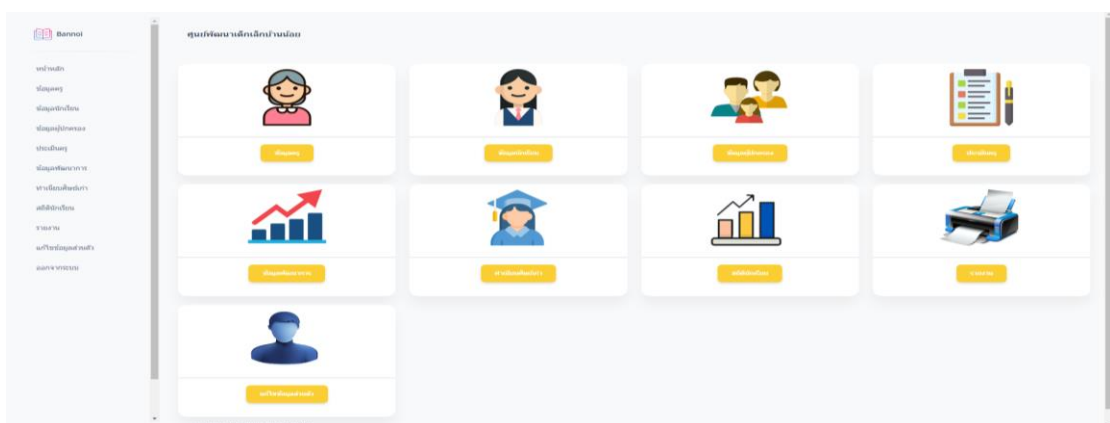 Bannoi
ศูนย์พัฒนาเด็กเล็กบ้านน้อย
หน้าหลัก
ข้อมูลครู
ข้อมูลนักเรียน
ข้อมูลผู้ปกครอง
ประเมินครู
ข้อมูลพัฒนาการ
ทำเนียบศิษย์เก่า
สถิตินักเรียน
รายงาน
แก้ไขข้อมูลส่วนตัว
ออกจากระบบ
ข้อมูลครู
ข้อมูลนักเรียน
ข้อมูลผู้ปกครอง
ประเมินครู
ข้อมูลพัฒนาการ
ทำเนียบศิษย์เก่า
สถิตินักเรียน
รายงาน
แก้ไขข้อมูลส่วนตัว